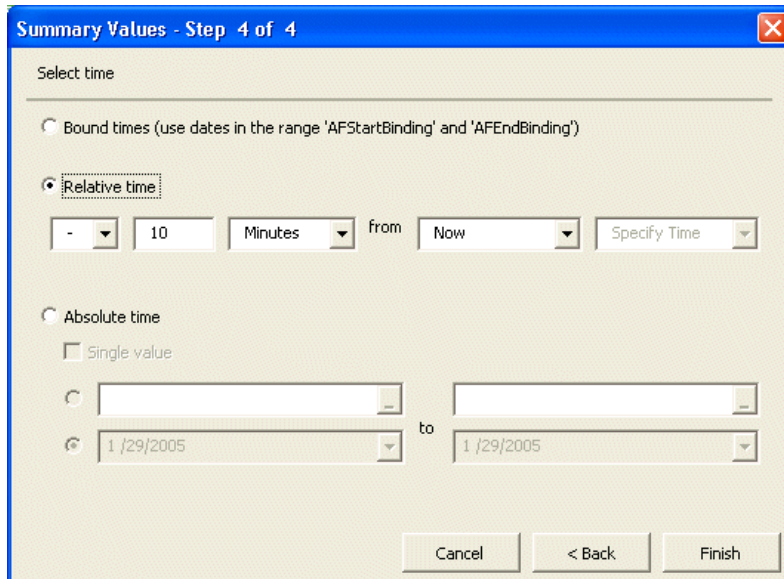 Summary Values - Step 4 of 4
Select time
Bound times (use dates in the range 'AFStartBinding' and 'AFEndBinding')
Relative time
- 10 Minutes from Now Specify Time
Absolute time
Single value
to
1 /29/2005 1 /29/2005
Cancel < Back Finish